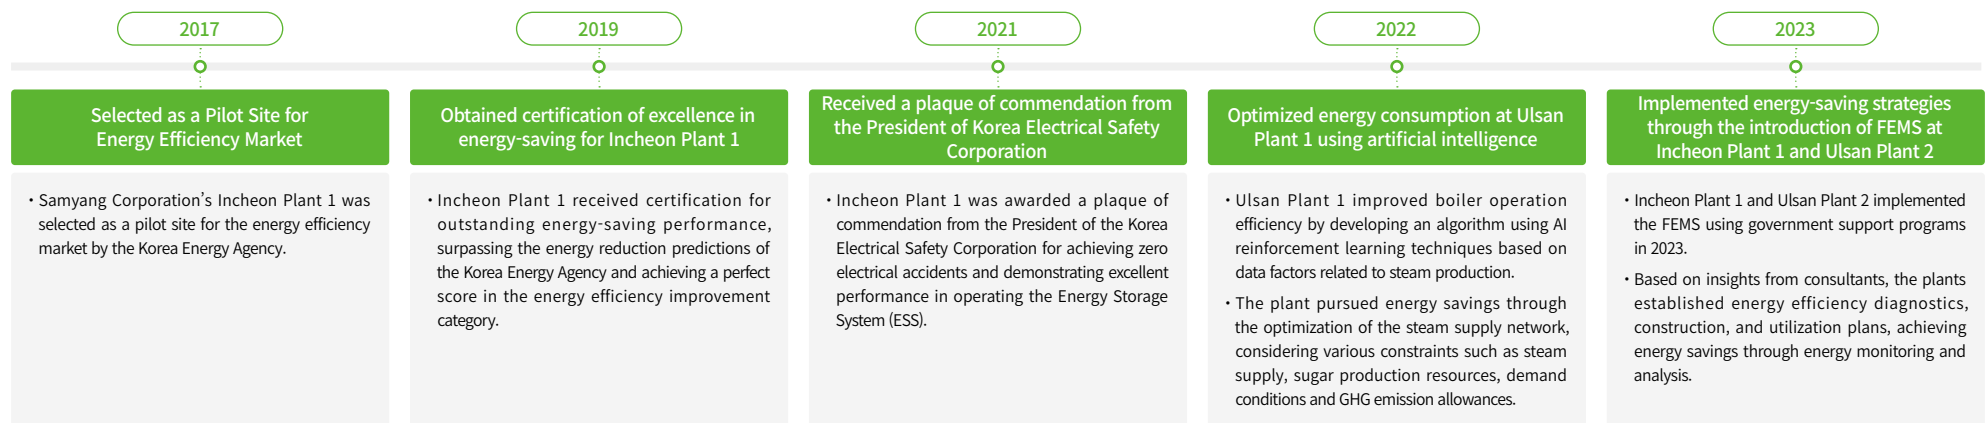 2017
Selected as a Pilot Site for
Energy Efficiency Market
• Samyang Corporation's Incheon Plant 1 was
selected as a pilot site for the energy efficiency
market by the Korea Energy Agency.
2019
Obtained certification of excellence in
energy-saving for Incheon Plant 1
• Incheon Plant 1 received certification for
outstanding energy-saving performance,
surpassing the energy reduction predictions of
the Korea Energy Agency and achieving a perfect
score in the energy efficiency improvement
category.
2021
Received a plaque of commendation from
the President of Korea Electrical Safety
Corporation
• Incheon Plant 1 was awarded a plaque of
commendation from the President of the Korea
Electrical Safety Corporation for achieving zero
electrical accidents and demonstrating excellent
performance in operating the Energy Storage
System (ESS).
2022
Optimized energy consumption at Ulsan
Plant 1 using artificial intelligence
• Ulsan Plant 1 improved boiler operation
efficiency by developing an algorithm using AI
reinforcement learning techniques based on
data factors related to steam production.
• The plant pursued energy savings through
the optimization of the steam supply network,
considering various constraints such as steam
supply, sugar production resources, demand
conditions and GHG emission allowances.
2023
Implemented energy-saving strategies
through the introduction of FEMS at
Incheon Plant 1 and Ulsan Plant 2
• Incheon Plant 1 and Ulsan Plant 2 implemented
the FEMS using government support programs
in 2023.
• Based on insights from consultants, the plants
established energy efficiency diagnostics,
construction, and utilization plans, achieving
energy savings through energy monitoring and
analysis.